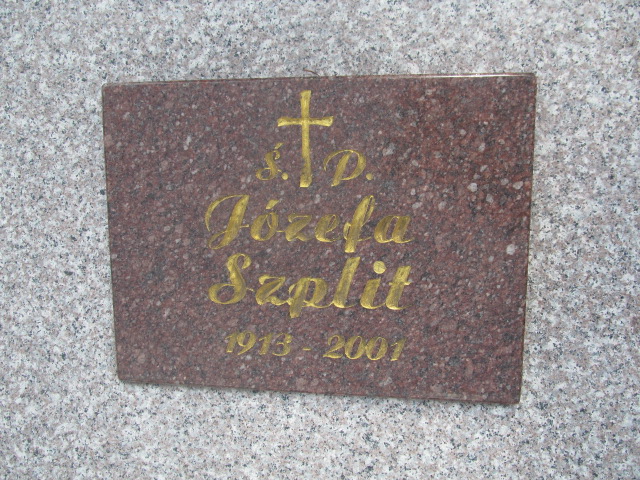 Ś. P.
Józefa
Szplit
1913 - 2001